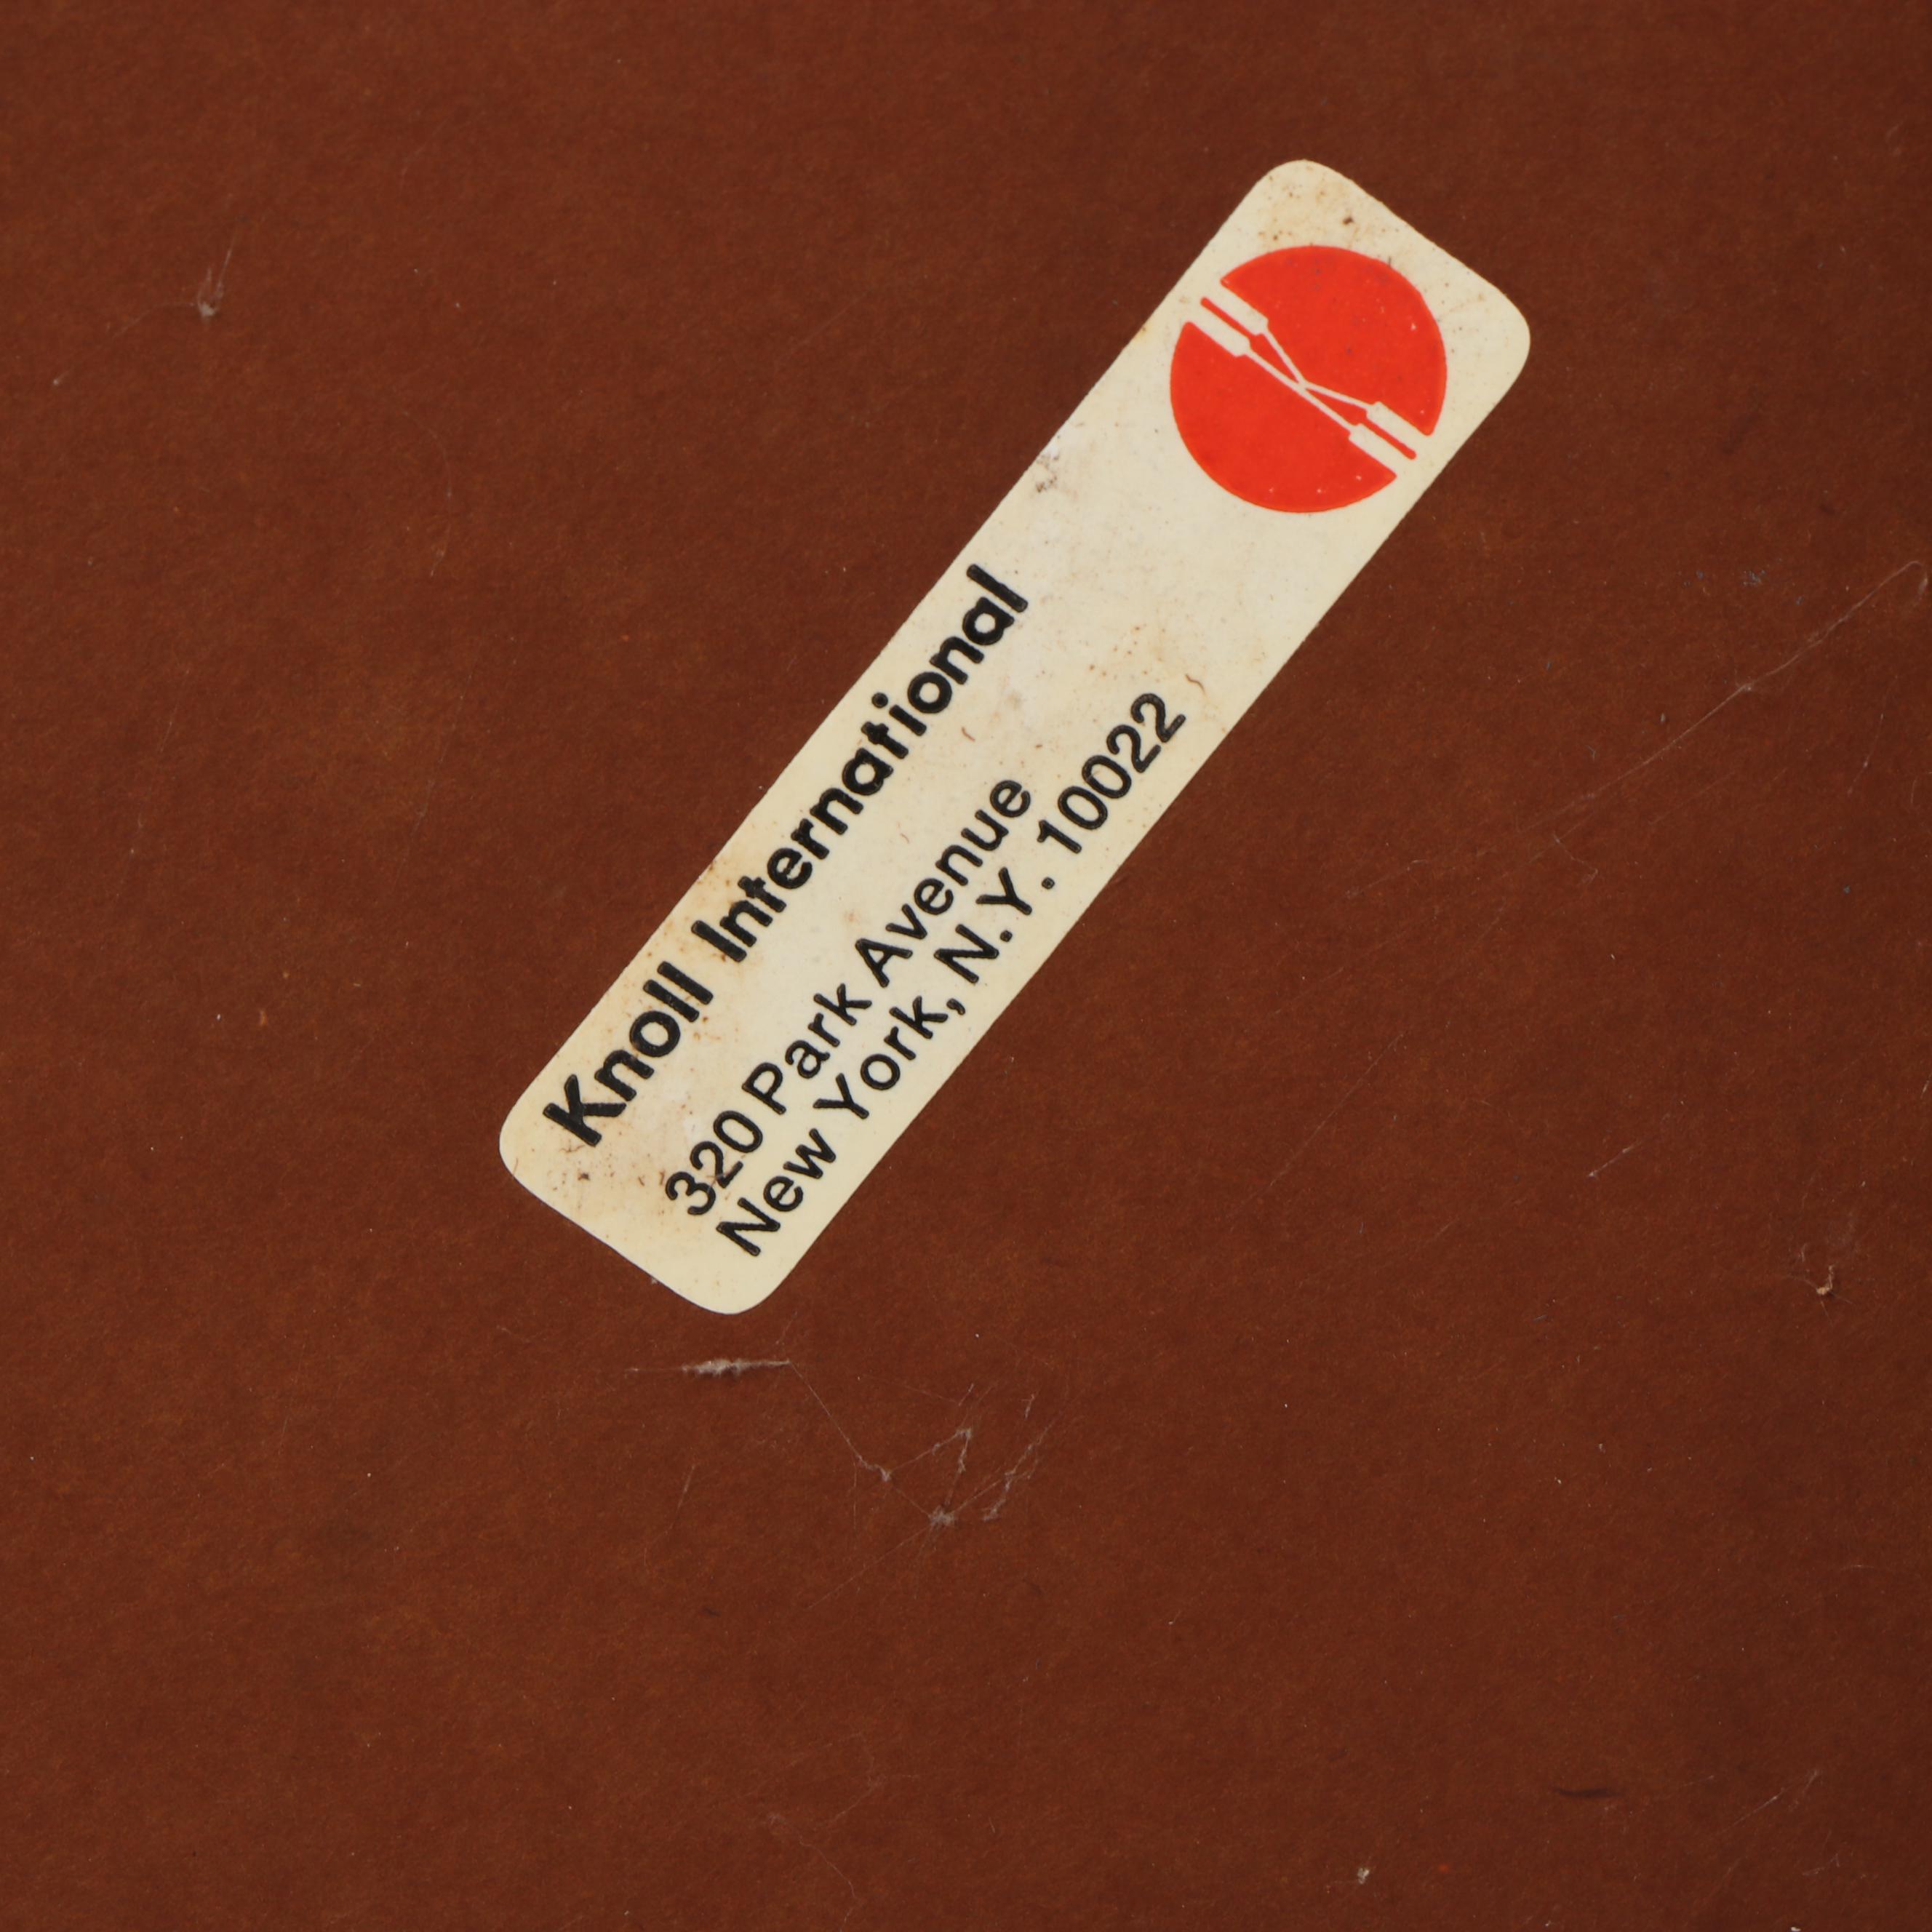 Knoll International
320 Park Avenue
New York, N.Y. 10022